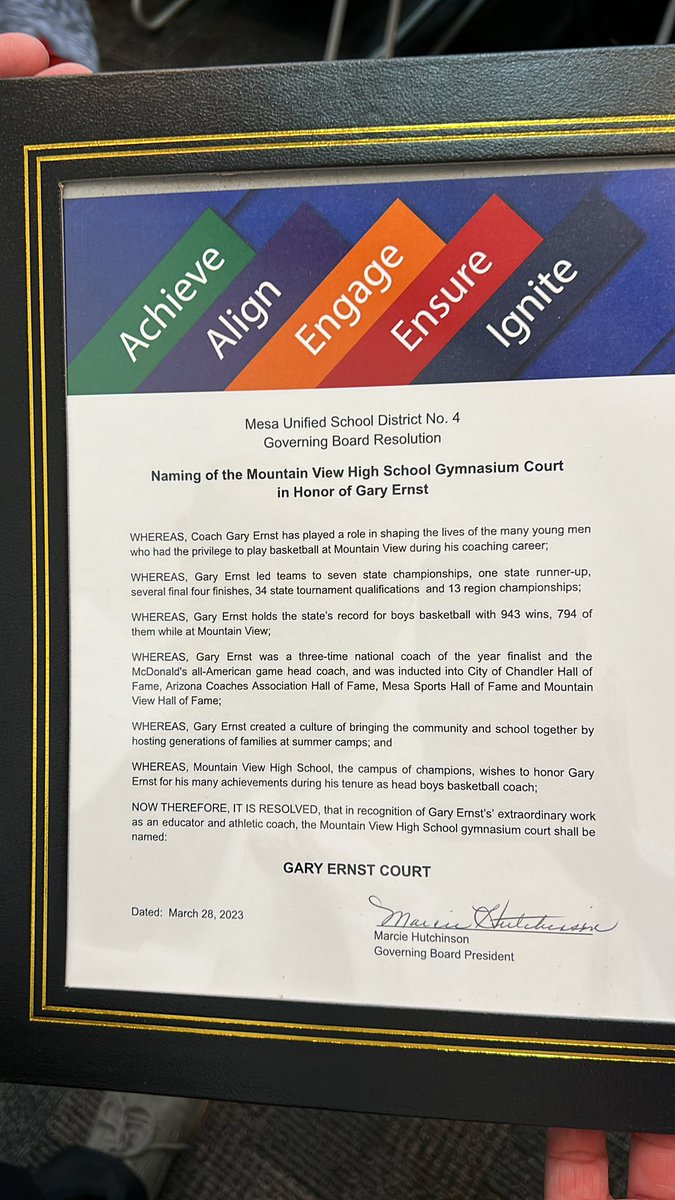 Achieve
Align
Engage
Ensure
Ignite
Mesa Unified School District No. 4
Governing Board Resolution
Naming of the Mountain View High School Gymnasium Court
in Honor of Gary Ernst
WHEREAS, Coach Gary Ernst has played a role in shaping the lives of the many young men
who had the privilege to play basketball at Mountain View during his coaching career;
WHEREAS, Gary Ernst led teams to seven state championships, one state runner-up,
several final four finishes, 34 state tournament qualifications and 13 region championships;
WHEREAS, Gary Ernst holds the state's record for boys basketball with 943 wins, 794 of
them while at Mountain View;
WHEREAS, Gary Ernst was a three-time national coach of the year finalist and the
McDonald's all-American game head coach, and was inducted into City of Chandler Hall of
Fame, Arizona Coaches Association Hall of Fame, Mesa Sports Hall of Fame and Mountain
View Hall of Fame;
WHEREAS, Gary Ernst created a culture of bringing the community and school together by
hosting generations of families at summer camps; and
WHEREAS, Mountain View High School, the campus of champions, wishes to honor Gary
Ernst for his many achievements during his tenure as head boys basketball coach;
NOW THEREFORE, IT IS RESOLVED, that in recognition of Gary Ernst's' extraordinary work
as an educator and athletic coach, the Mountain View High School gymnasium court shall be
named:
GARY ERNST COURT
Dated: March 28, 2023
Marcie Hutchinson
Marcie Hutchinson
Governing Board President